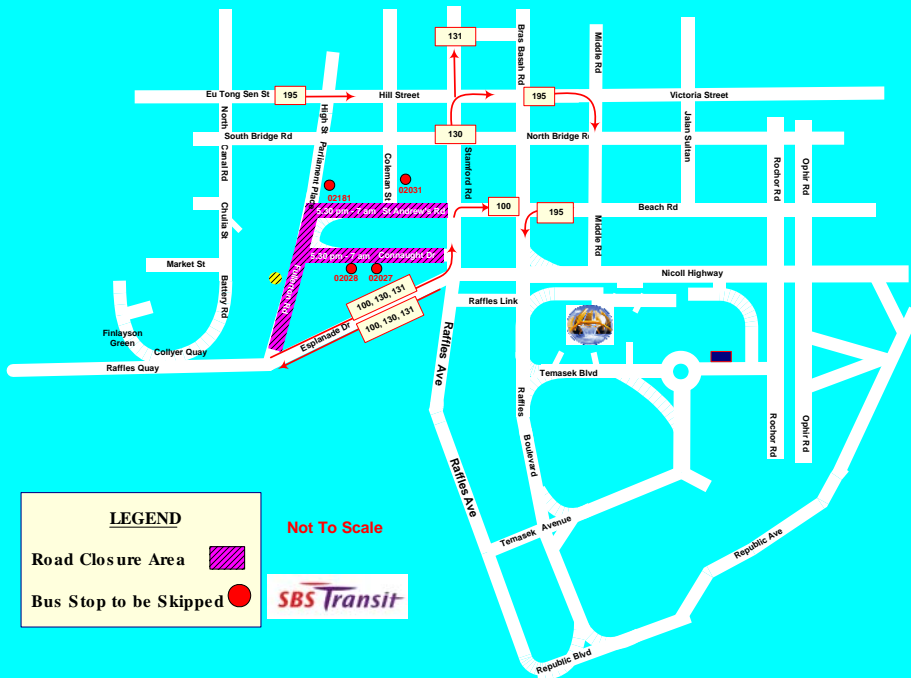 131
Bras Basah Rd
Middle Rd
Eu Tong Sen St
195
Hill Street
195
Victoria Street
North Canal Rd
High St
Parliament Place
South Bridge Rd
130
North Bridge R
Jalan Sultan
Coleman St
Stanford Rd
Rochor Rd
Ophir Rd
02181
02031
5.30 pm - 7 am St Andrew's Rd
100
195
Beach Rd
Chulia St
Middle Rd
5.30 pm - 7 am Connaught Dr
Market St
02028
02027
Nicoll Highway
Fullerton Rd
Battery Rd
100, 130, 131
100, 130, 131
Raffles Link
Esplanade Dr
Finlayson
Green
Collyer Quay
Raffles Quay
Raffles Ave
Temasek Blvd
Raffles Boulevard
Rochor Rd
Ophir Rd
Raffles Ave
LEGEND
Road Closure Area
Bus Stop to be Skipped
Not To Scale
SBS Transit
Temasek Avenue
Republic Ave
Republic Blvd